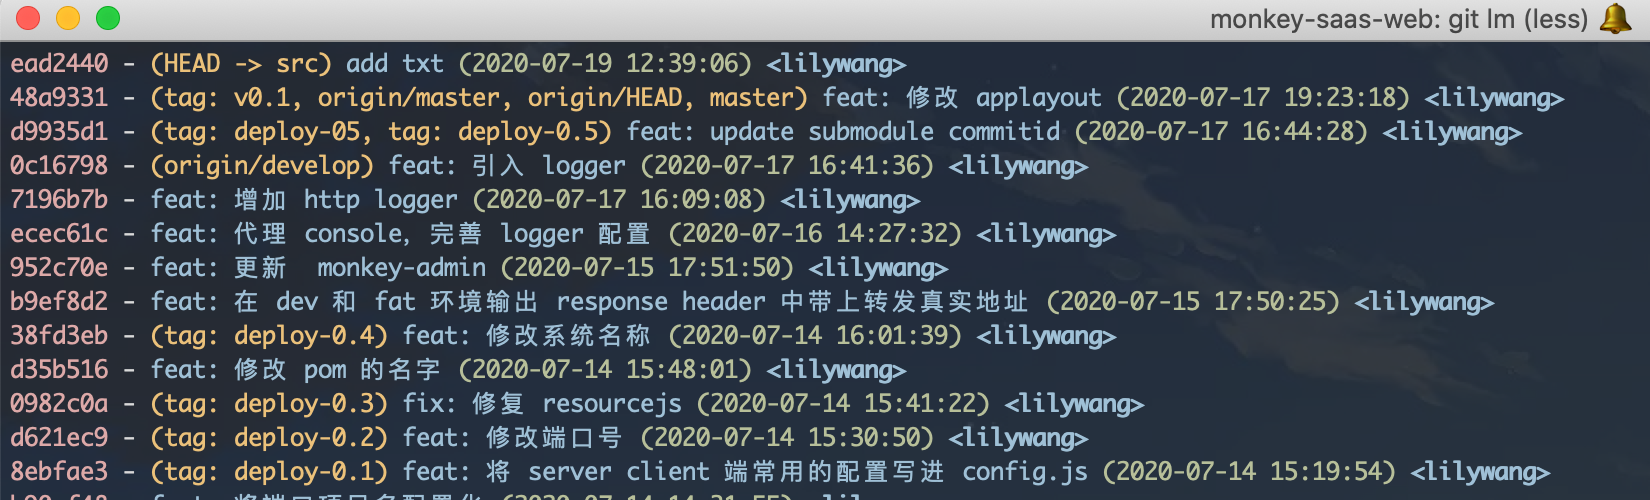 monkey-saas-web: git lm (less)
ead2440 - (HEAD -> src) add txt (2020-07-19 12:39:06) <lilywang>
48a9331 - (tag: v0.1, origin/master, origin/HEAD, master) feat: 修改 applayout (2020-07-17 19:23:18) <lilywang>
d9935d1 - (tag: deploy-05, tag: deploy-0.5) feat: update submodule commitid (2020-07-17 16:44:28) <lilywang>
0c16798 - (origin/develop) feat: 引入 logger (2020-07-17 16:41:36) <lilywang>
7196b7b - feat: 增加 http logger (2020-07-17 16:09:08) <lilywang>
ecec61c - feat: 代理 console, 完善 logger 配置 (2020-07-16 14:27:32) <lilywang>
952c70e - feat: 更新  monkey-admin (2020-07-15 17:51:50) <lilywang>
b9ef8d2 - feat: 在 dev 和 fat 环境输出 response header 中带上转发真实地址 (2020-07-15 17:50:25) <lilywang>
38fd3eb - (tag: deploy-0.4) feat: 修改系统名称 (2020-07-14 16:01:39) <lilywang>
d35b516 - feat: 修改 pom 的名字 (2020-07-14 15:48:01) <lilywang>
0982c0a - (tag: deploy-0.3) fix: 修复 resourcejs (2020-07-14 15:41:22) <lilywang>
d621ec9 - (tag: deploy-0.2) feat: 修改端口号 (2020-07-14 15:30:50) <lilywang>
8ebfae3 - (tag: deploy-0.1) feat: 将 server client 端常用的配置写进 config.js (2020-07-14 15:19:54) <lilywang>